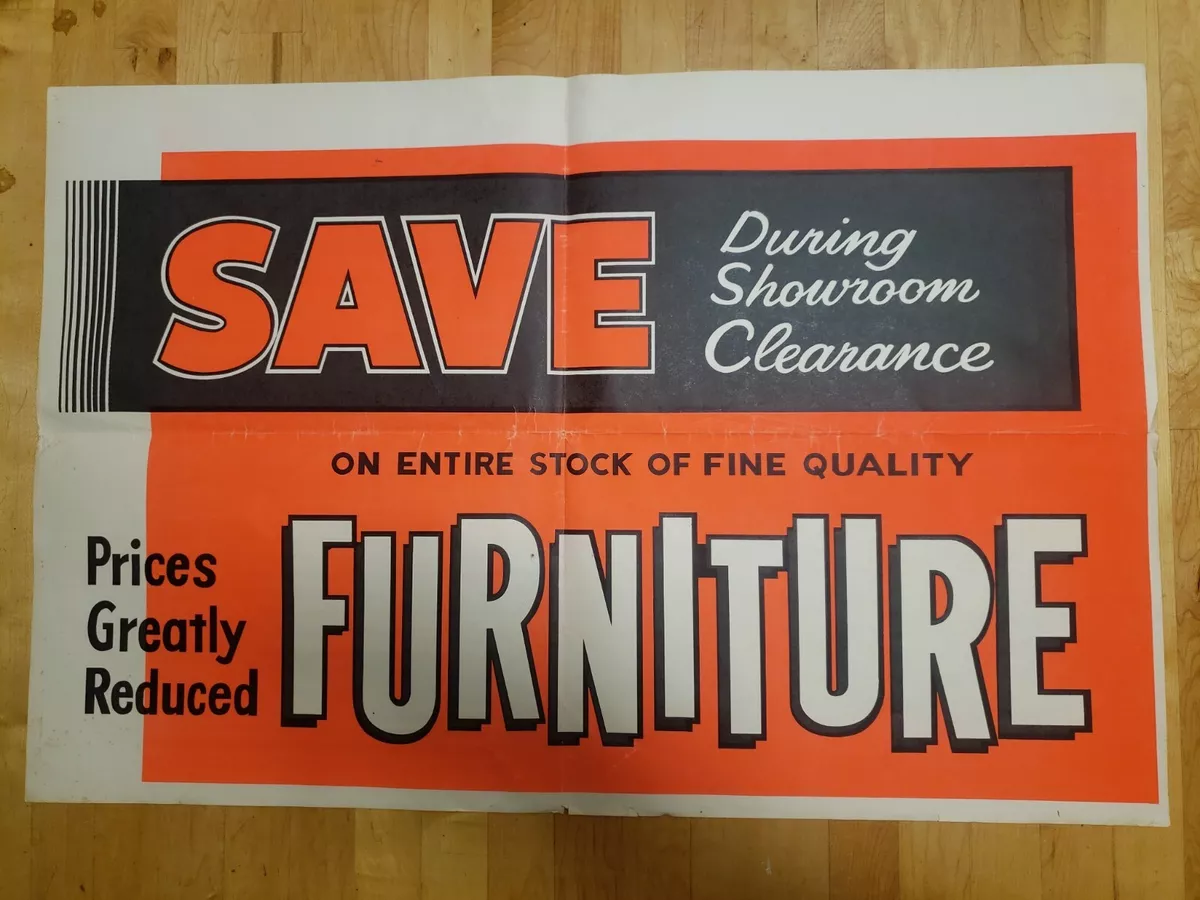 SAVE
During
Showroom
Clearance
ON ENTIRE STOCK OF FINE QUALITY
Prices
Greatly
Reduced
FURNITURE